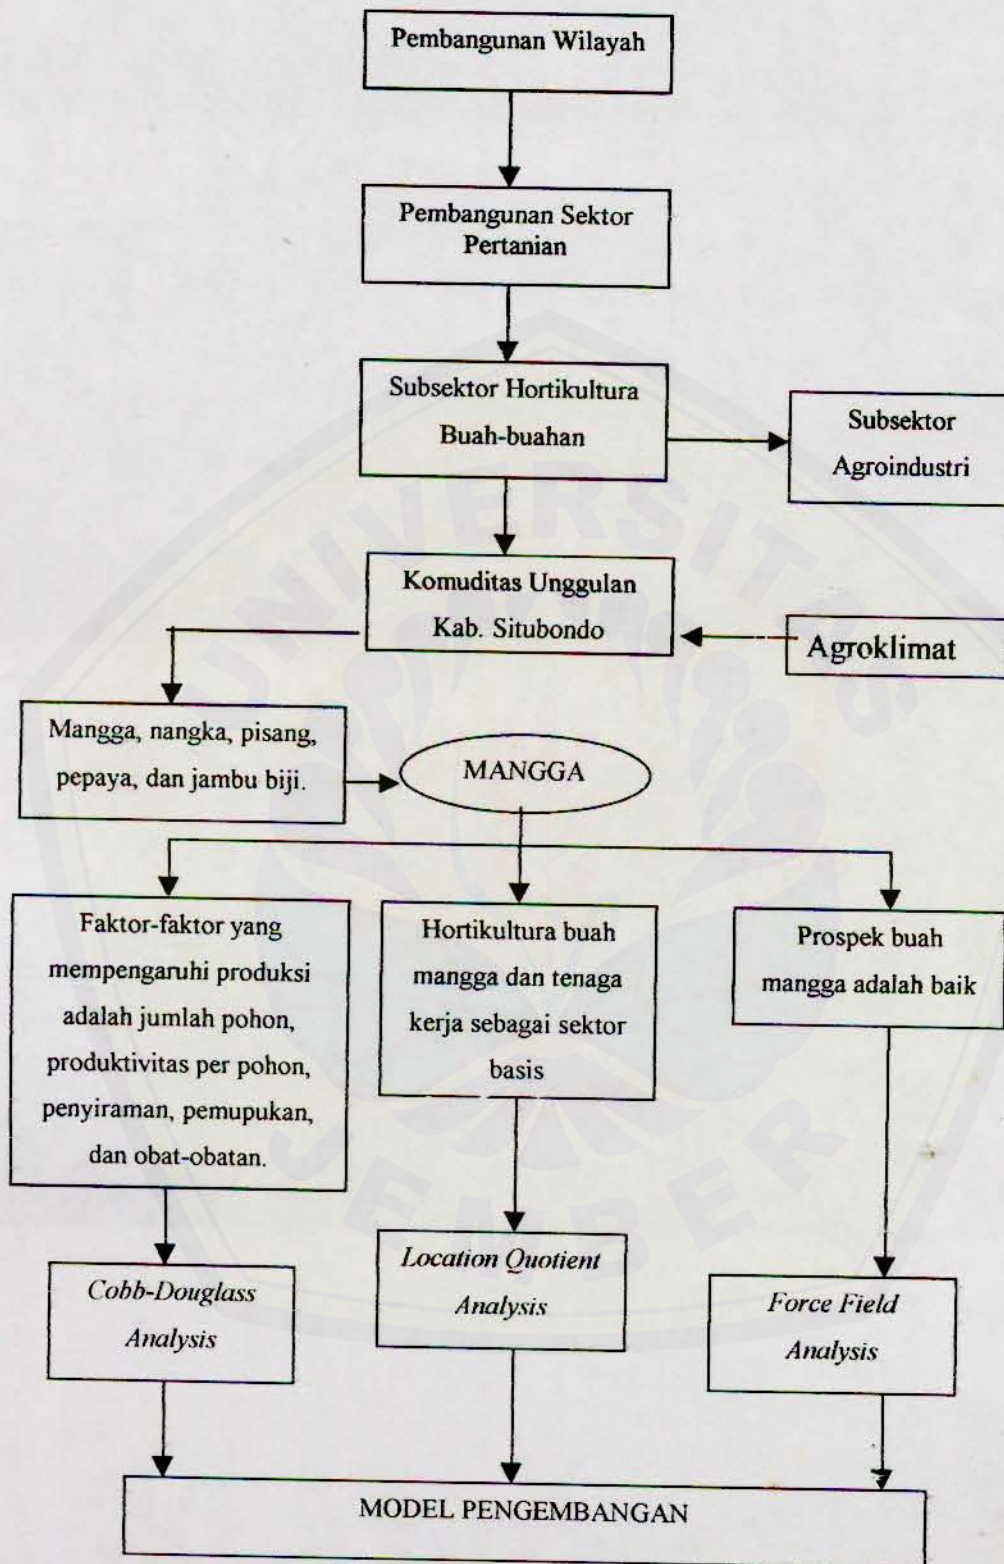 Pembangunan Wilayah
Pembangunan Sektor
Pertanian
Subsektor Hortikultura
Buah-buahan
Subsektor
Agroindustri
Komuditas Unggulan
Kab. Situbondo
Agroklimat
Mangga, nangka, pisang,
pepaya, dan jambu biji.
MANGGA
Faktor-faktor yang
mempengaruhi produksi
adalah jumlah pohon,
produktivitas per pohon,
penyiraman, pemupukan,
dan obat-obatan.
Hortikultura buah
mangga dan tenaga
kerja sebagai sektor
basis
Prospek buah
mangga adalah baik
Cobb-Douglass
Analysis
Location Quotient
Analysis
Force Field
Analysis
MODEL PENGEMBANGAN
UNIVERSITAS
JEMBER